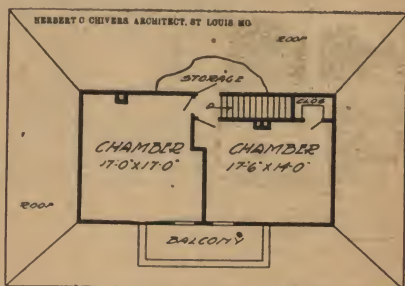 HERBERT C CHIVERS ARCHITECT, ST LOUIS MO.
ROOF
STORAGE
D
CLOS
CHAMBER
17'-0" X 17'-0"
CHAMBER
17'-6" X 14'-0"
ROOF
BALCONY